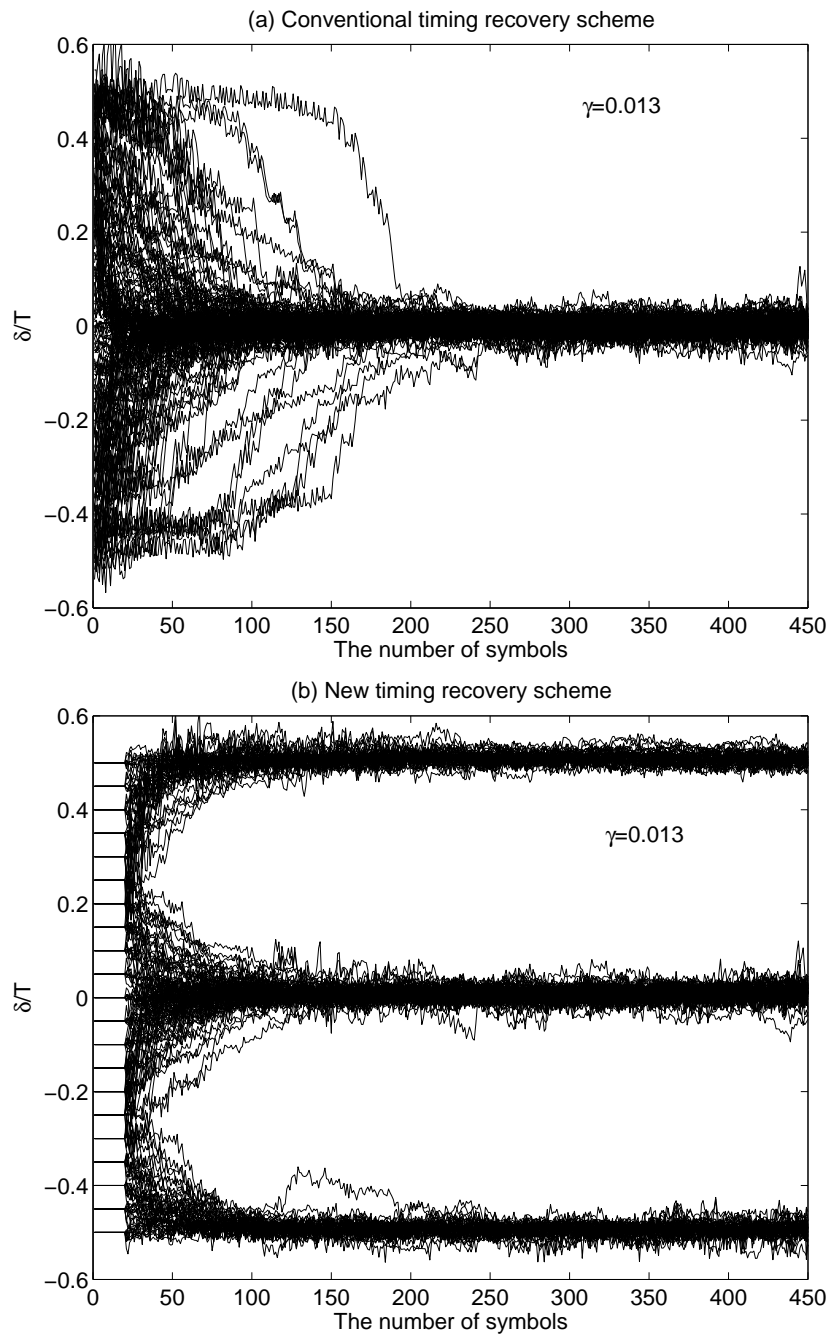 (a) Conventional timing recovery scheme
0.6
γ=0.013
0.4
0.2
0
δ/T
−0.2
−0.4
−0.6
0 50 100 150 200 250 300 350 400 450
The number of symbols
(b) New timing recovery scheme
0.6
0.4
γ=0.013
0.2
0
δ/T
−0.2
−0.4
−0.6
0 50 100 150 200 250 300 350 400 450
The number of symbols